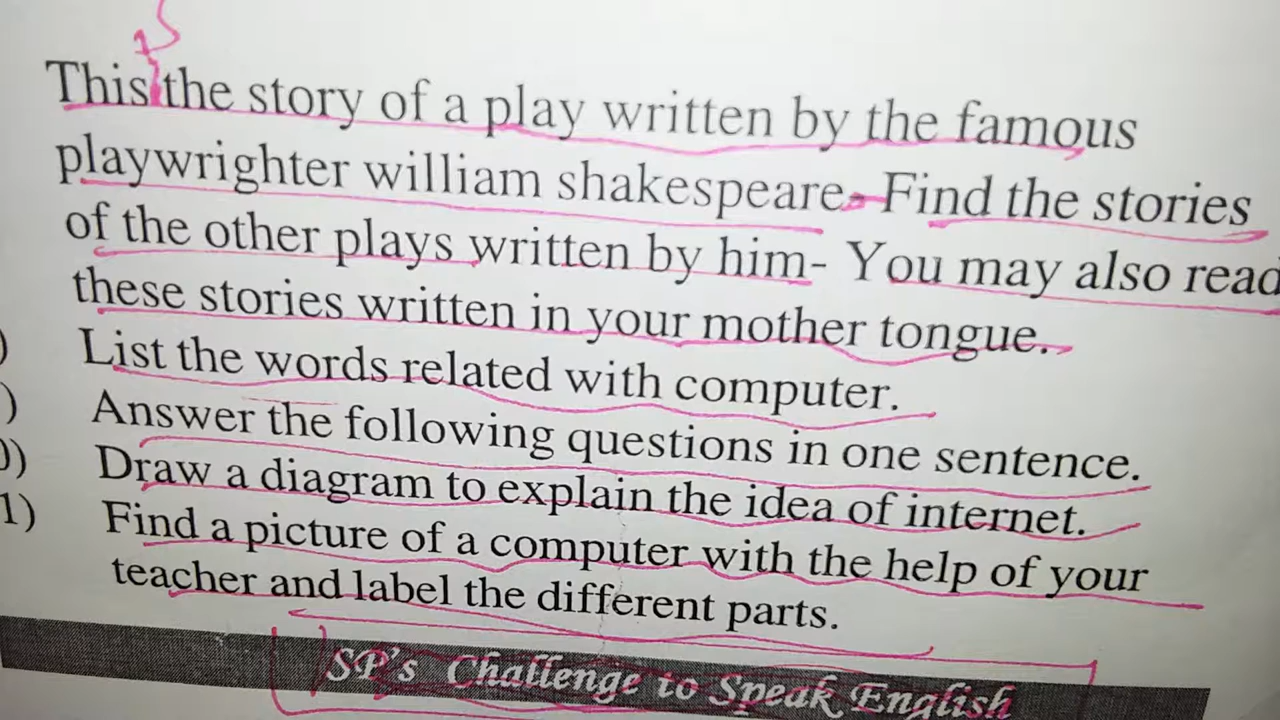 This the story of a play written by the famous
playwrighter william shakespeare- Find the stories
of the other plays written by him- You may also read
these stories written in your mother tongue.
) List the words related with computer.
) Answer the following questions in one sentence.
0) Draw a diagram to explain the idea of internet.
1) Find a picture of a computer with the help of your
teacher and label the different parts.
SP's Challenge to Speak English